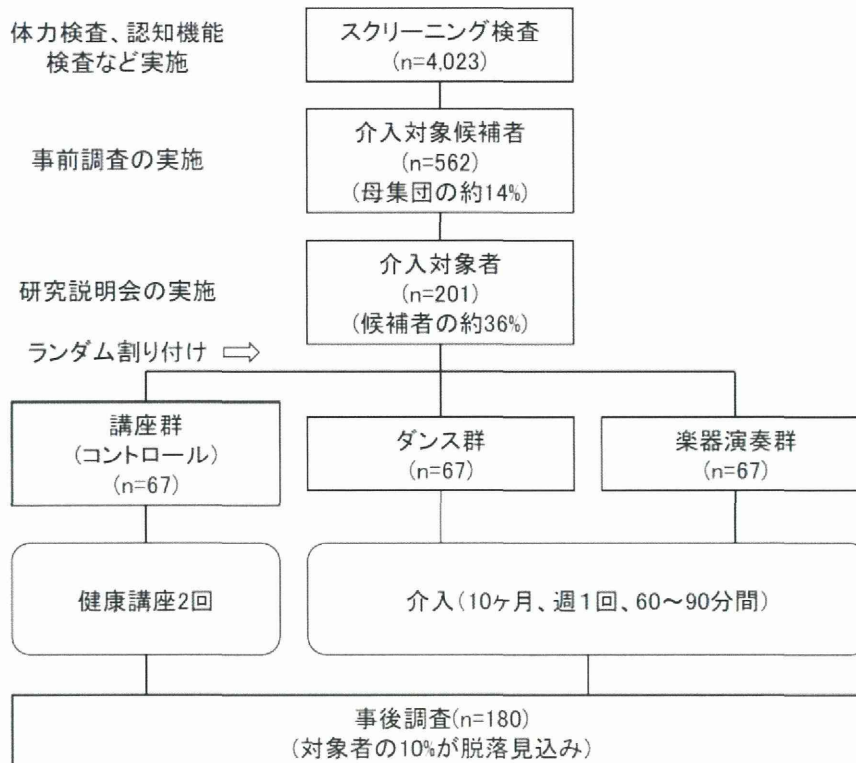 体力検査、認知機能
検査など実施
スクリーニング検査
(n=4,023)
事前調査の実施
介入対象候補者
(n=562)
(母集団の約14%)
研究説明会の実施
介入対象者
(n=201)
(候補者の約36%)
ランダム割り付け ⇨
講座群
(コントロール)
(n=67)
ダンス群
(n=67)
楽器演奏群
(n=67)
健康講座2回
介入(10ヶ月、週1回、60～90分間)
事後調査(n=180)
(対象者の10%が脱落見込み)